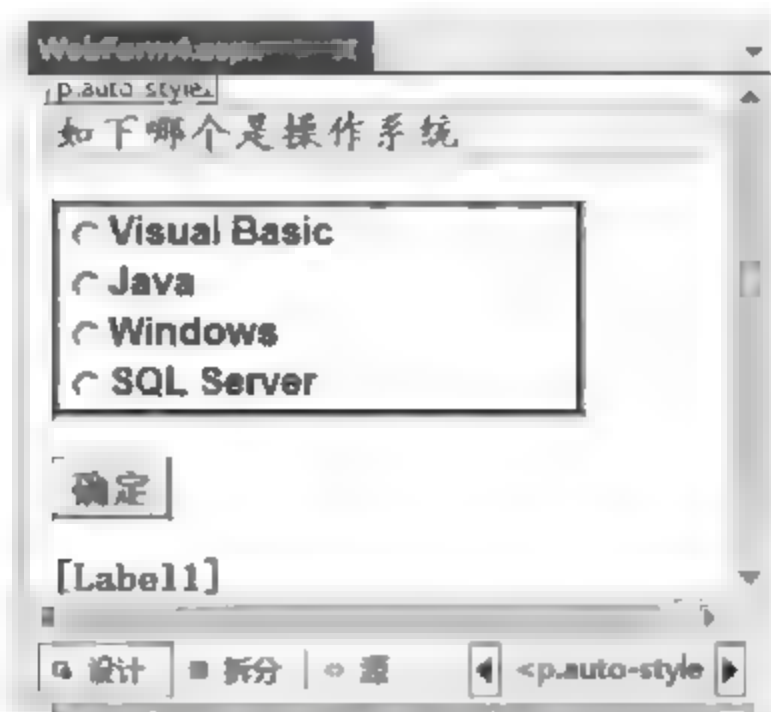 p.auto-style
如下哪个是操作系统
Visual Basic
Java
Windows
SQL Server
确定
[Label1]
设计 拆分 源 <p.auto-style